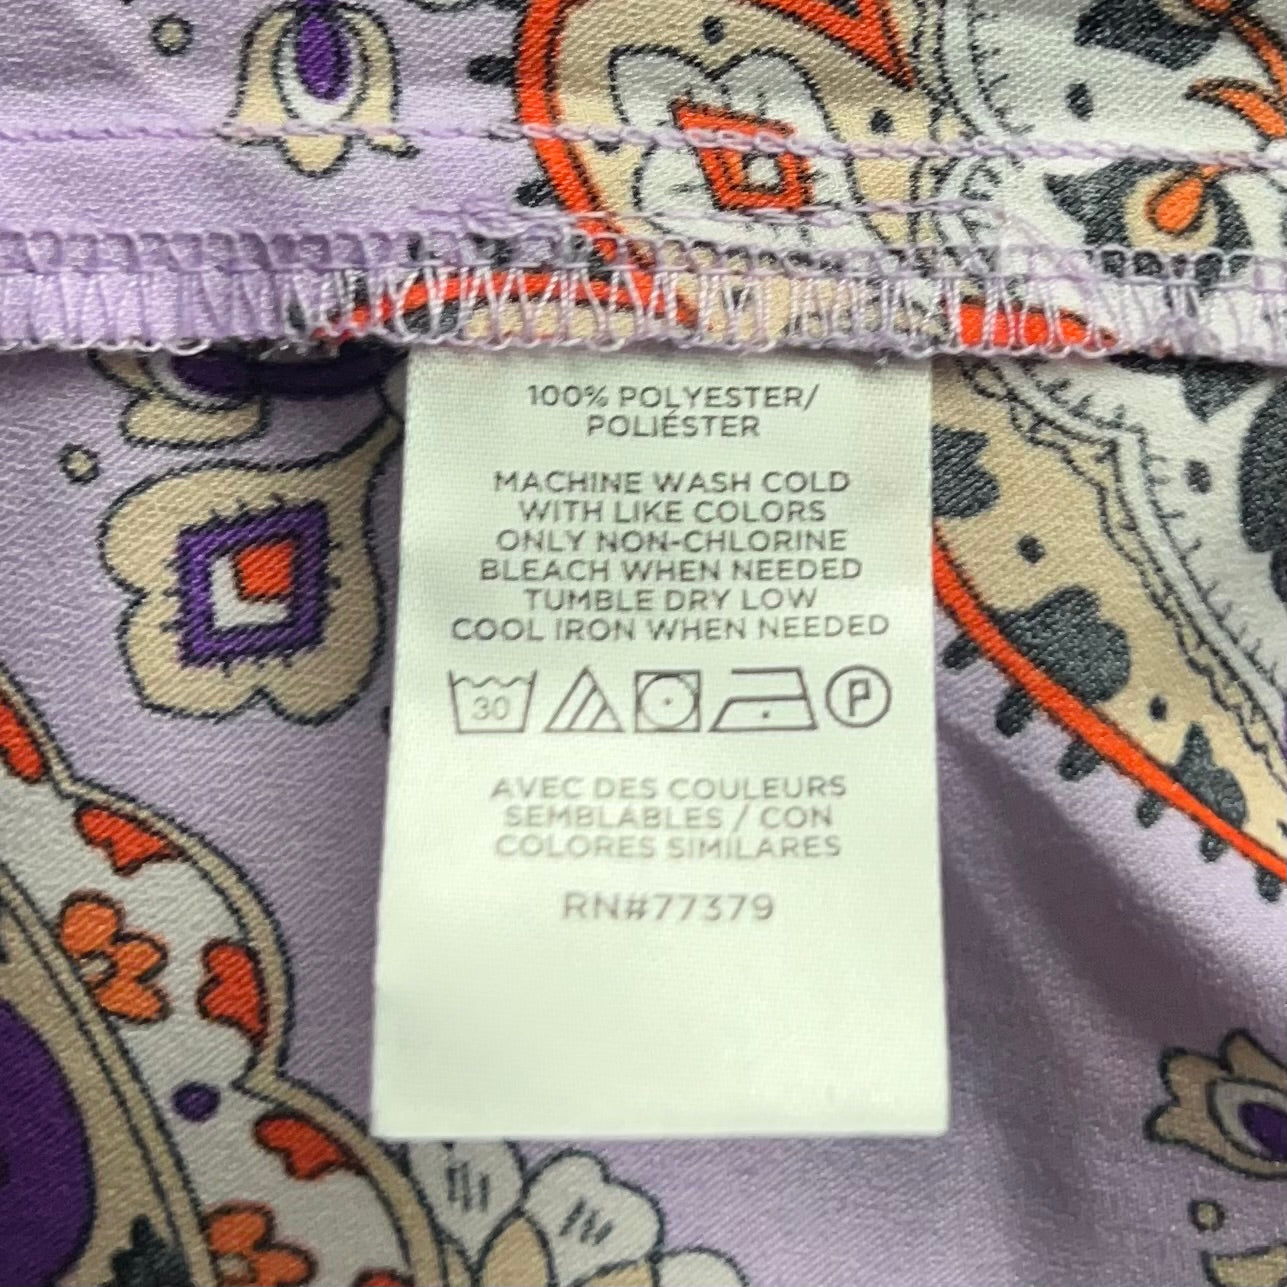 100% POLYESTER/
POLIÉSTER
MACHINE WASH COLD
WITH LIKE COLORS
ONLY NON-CHLORINE
BLEACH WHEN NEEDED
TUMBLE DRY LOW
COOL IRON WHEN NEEDED
30 P
AVEC DES COULEURS
SEMBLABLES / CON
COLORES SIMILARES
RN#77379